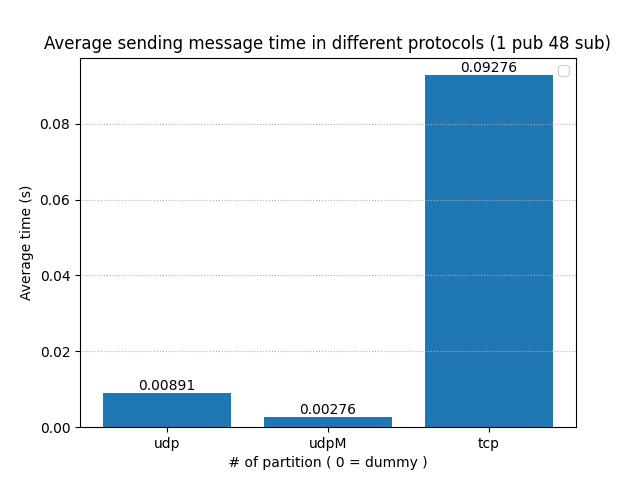 Average sending message time in different protocols (1 pub 48 sub)
0.09276
0.08
0.06
0.04
0.02
0.00
Average time (s)
0.00891
0.00276
udp
udpM
tcp
# of partition ( 0 = dummy )